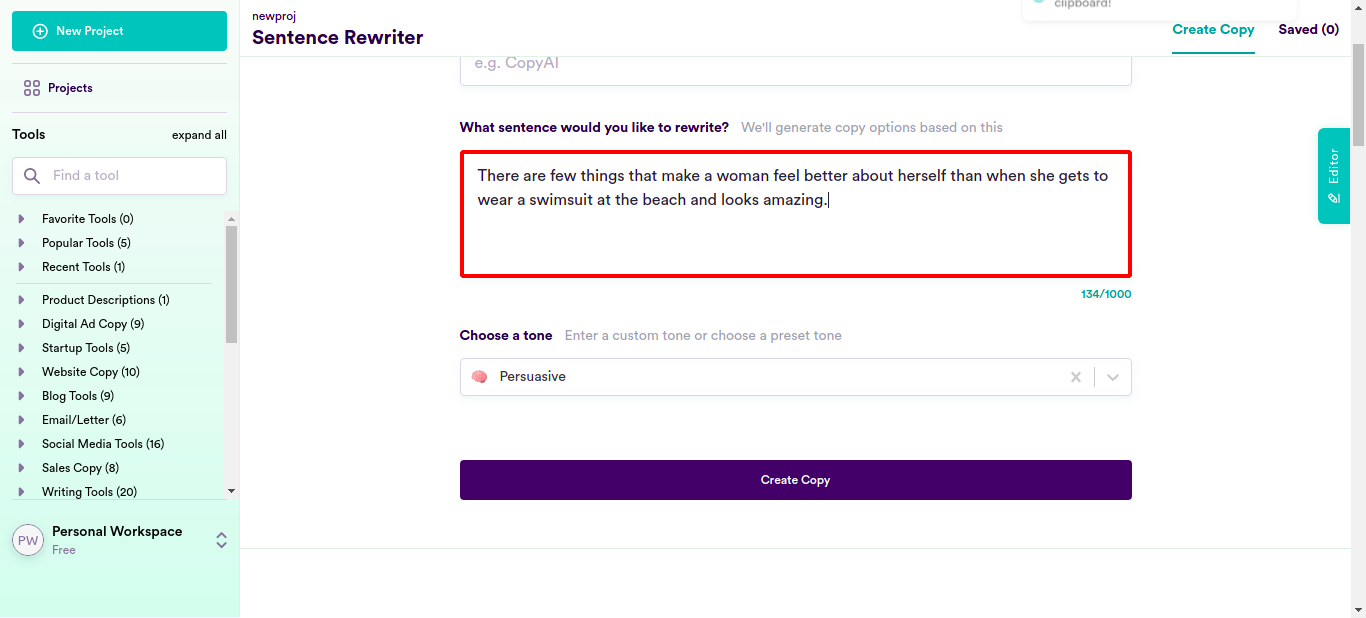 New Project
Projects
Tools
expand all
Find a tool
Favorite Tools (0)
Popular Tools (5)
Recent Tools (1)
Product Descriptions (1)
Digital Ad Copy (9)
Startup Tools (5)
Website Copy (10)
Blog Tools (9)
Email/Letter (6)
Social Media Tools (16)
Sales Copy (8)
Writing Tools (20)
PW
Personal Workspace
Free
newproj
Sentence Rewriter
clipboard!
Create Copy
Saved (0)
e.g. CopyAI
What sentence would you like to rewrite? We'll generate copy options based on this
There are few things that make a woman feel better about herself than when she gets to
wear a swimsuit at the beach and looks amazing.
134/1000
Choose a tone Enter a custom tone or choose a preset tone
Persuasive
Create Copy
Editor